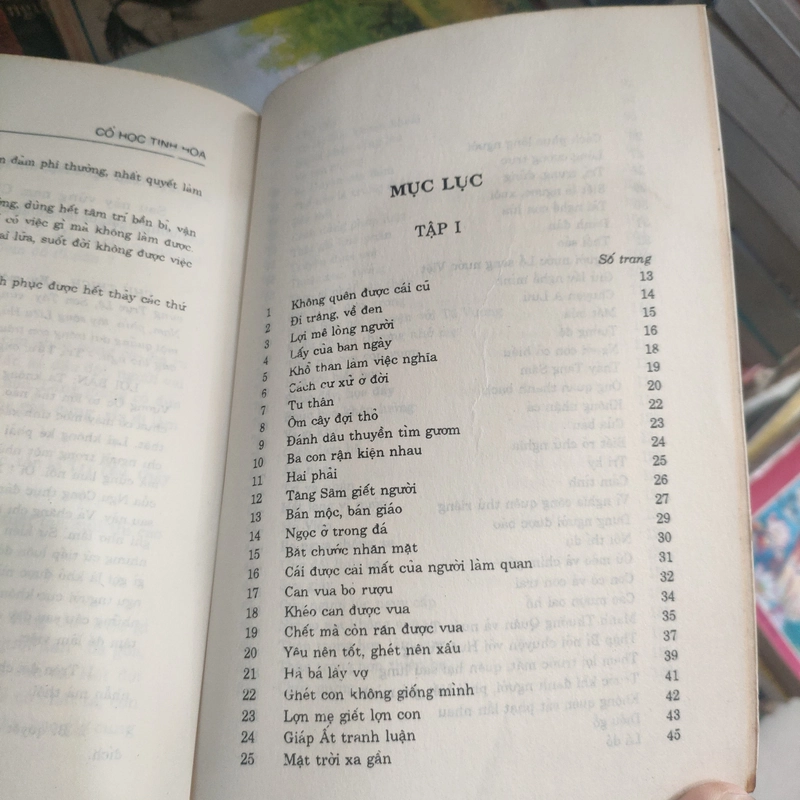 CỔ HỌC TINH HOA
đảm phi thường, nhất quyết làm
dùng hết tâm trí bền bỉ, vận
có việc gì mà không làm được.
lửa, suốt đời không được việc
phục được hết thảy các thứ
MỤC LỤC
TẬP I
Số trang
1 Không quên được cái cũ 13
2 Đi trắng, về đen 14
3 Lợi mê lòng người 15
4 Lấy của ban ngày 16
5 Khổ thân làm việc nghĩa 18
6 Cách cư xử ở đời 19
7 Tu thân 20
8 Ôm cây đợi thỏ 22
9 Đánh dấu thuyền tìm gươm 23
10 Ba con rận kiện nhau 24
11 Hai phải 25
12 Tăng Sâm giết người 26
13 Bán mộc, bán giáo 27
14 Ngọc ở trong đá 29
15 Bắt chước nhăn mặt 30
16 Cái được cái mất của người làm quan 31
17 Can vua bỏ rượu 32
18 Khéo can được vua 34
19 Chết mà còn răn được vua 35
20 Yêu nên tốt, ghét nên xấu 37
21 Hà bá lấy vợ 39
22 Ghét con không giống mình 41
23 Lợn mẹ giết lợn con 42
24 Giáp Ất tranh luận 43
25 Mặt trời xa gần 45